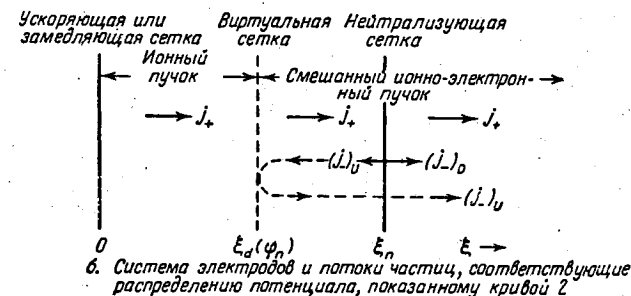 Ускоряющая или Виртуальная Нейтрализующая
замедляющая сетка сетка сетка
Ионный
пучок
Смешанный ионно-электрон-
ный пучок
j₊ j₊ j₊
(j₋)υ (j₋)₀
(j₋)υ
0 ξd(φn) ξn ξ
6. Система электродов и потоки частиц, соответствующие
распределению потенциала, показанному кривой 2